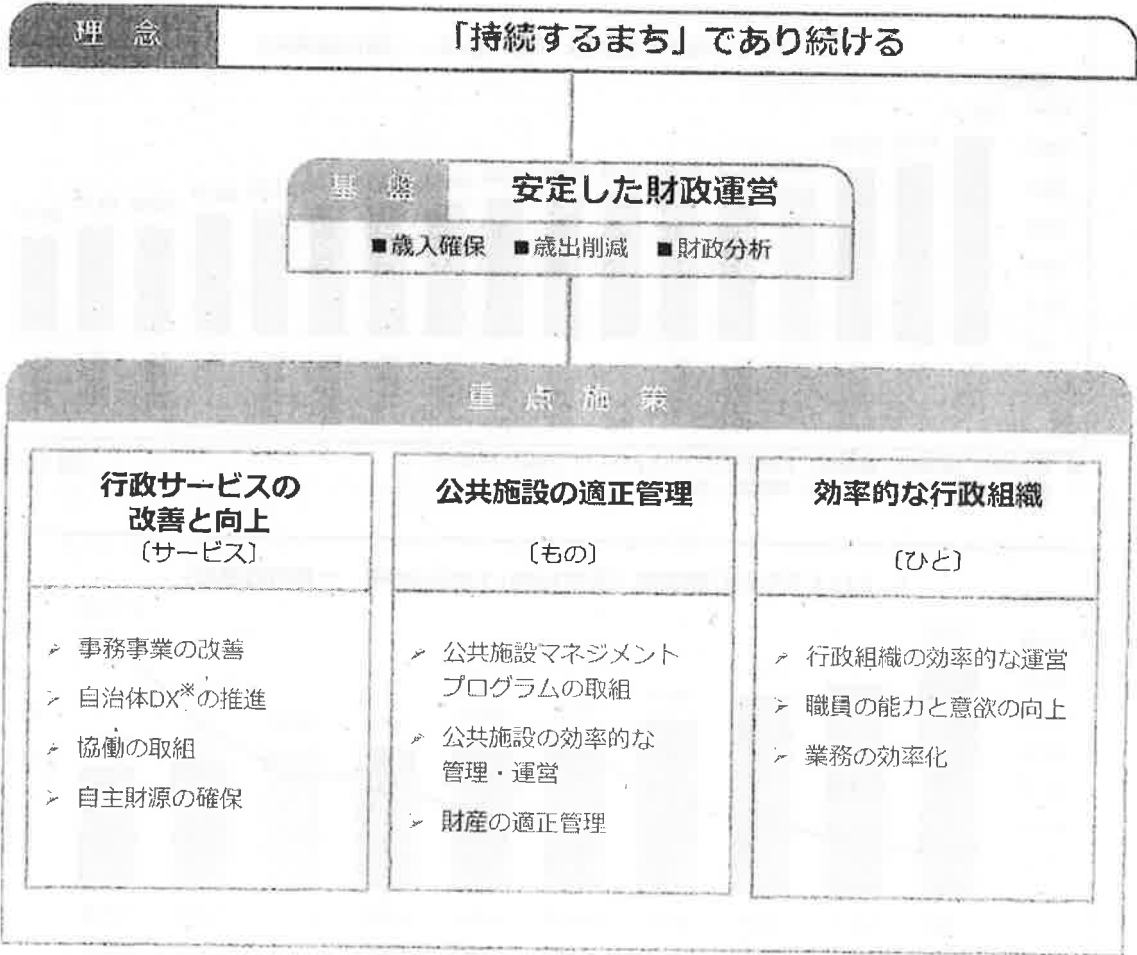 理念
「持続するまち」であり続ける
基盤
安定した財政運営
■歳入確保 ■歳出削減 ■財政分析
重点施策
行政サービスの
改善と向上
〔サービス〕
➢ 事務事業の改善
➢ 自治体DX※の推進
➢ 協働の取組
➢ 自主財源の確保
公共施設の適正管理
〔もの〕
➢ 公共施設マネジメント
プログラムの取組
➢ 公共施設の効率的な
管理・運営
➢ 財産の適正管理
効率的な行政組織
〔ひと〕
➢ 行政組織の効率的な運営
➢ 職員の能力と意欲の向上
➢ 業務の効率化